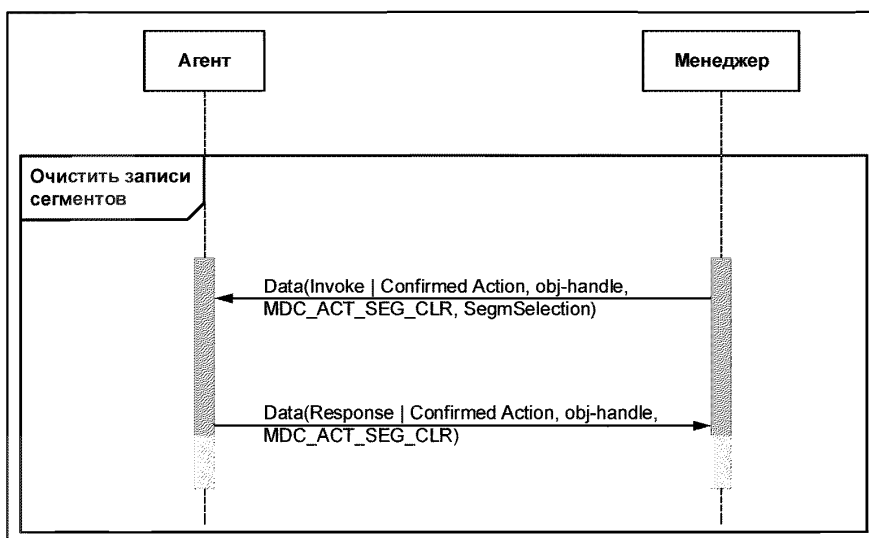 Агент
Менеджер
Очистить записи
сегментов
Data(Invoke | Confirmed Action, obj-handle,
MDC_ACT_SEG_CLR, SegmSelection)
Data(Response | Confirmed Action, obj-handle,
MDC_ACT_SEG_CLR)